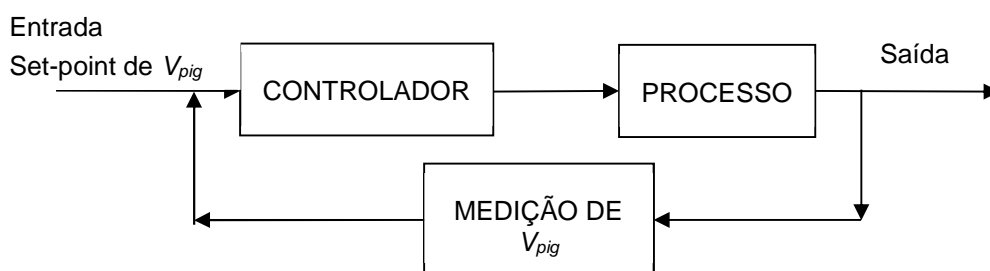 Entrada
Set-point de Vpig
CONTROLADOR
PROCESSO
Saída
MEDIÇÃO DE
Vpig